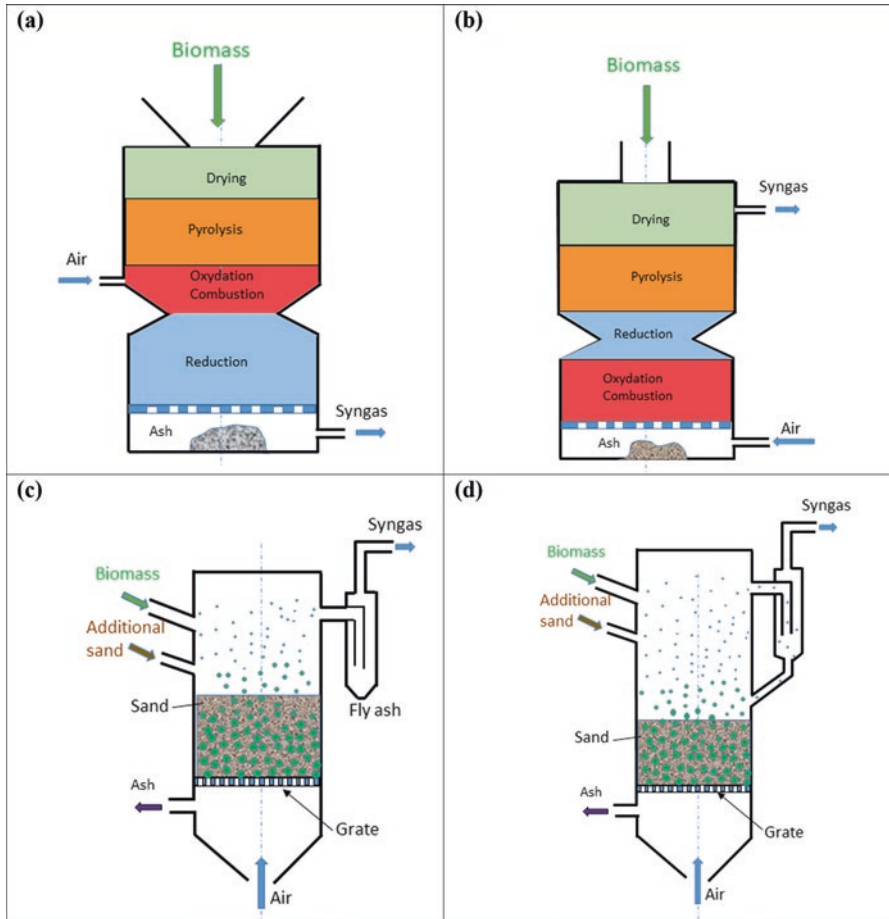 (a)
Biomass
Drying
Pyrolysis
Air
Oxydation
Combustion
Reduction
Syngas
Ash
(b)
Biomass
Syngas
Drying
Pyrolysis
Reduction
Oxydation
Combustion
Air
Ash
(c)
Syngas
Biomass
Additional
sand
Sand
Fly ash
Ash
Grate
Air
(d)
Syngas
Biomass
Additional
sand
Sand
Ash
Grate
Air